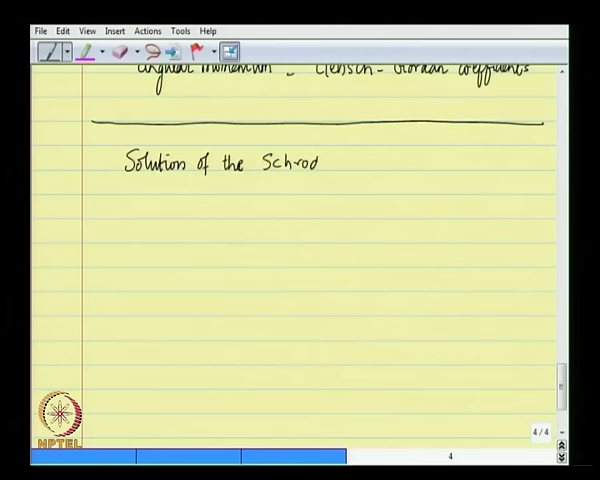 File Edit View Insert Actions Tools Help
angular momentum - Clebsch - Gordan coefficients
Solution of the Schrod
NPTEL
4/4
4